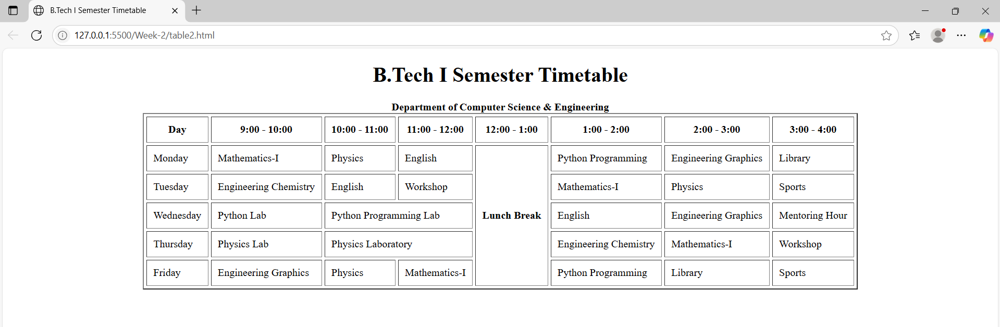 B.Tech I Semester Timetable
127.0.0.1:5500/Week-2/table2.html
B.Tech I Semester Timetable
Department of Computer Science & Engineering
Day 9:00 - 10:00 10:00 - 11:00 11:00 - 12:00 12:00 - 1:00 1:00 - 2:00 2:00 - 3:00 3:00 - 4:00
Monday Mathematics-I Physics English Python Programming Engineering Graphics Library
Tuesday Engineering Chemistry English Workshop Mathematics-I Physics Sports
Wednesday Python Lab Python Programming Lab Lunch Break English Engineering Graphics Mentoring Hour
Thursday Physics Lab Physics Laboratory Engineering Chemistry Mathematics-I Workshop
Friday Engineering Graphics Physics Mathematics-I Python Programming Library Sports